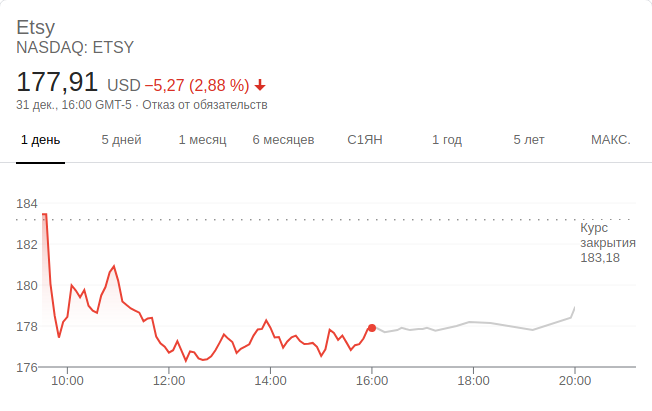 Etsy
NASDAQ: ETSY
177,91 USD −5,27 (2,88 %)
31 дек., 16:00 GMT-5 · Отказ от обязательств
1 день 5 дней 1 месяц 6 месяцев С1ЯН 1 год 5 лет МАКС.
184
182
180
178
176
Курс
закрытия
183,18
10:00 12:00 14:00 16:00 18:00 20:00